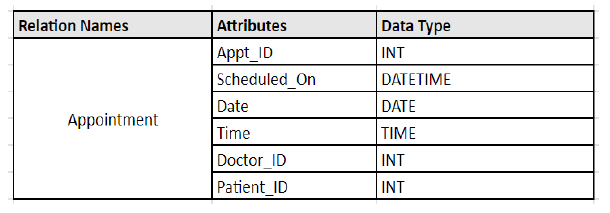 Relation Names Attributes Data Type
Appt_ID INT
Scheduled_On DATETIME
Date DATE
Appointment
Time TIME
Doctor_ID INT
Patient_ID INT